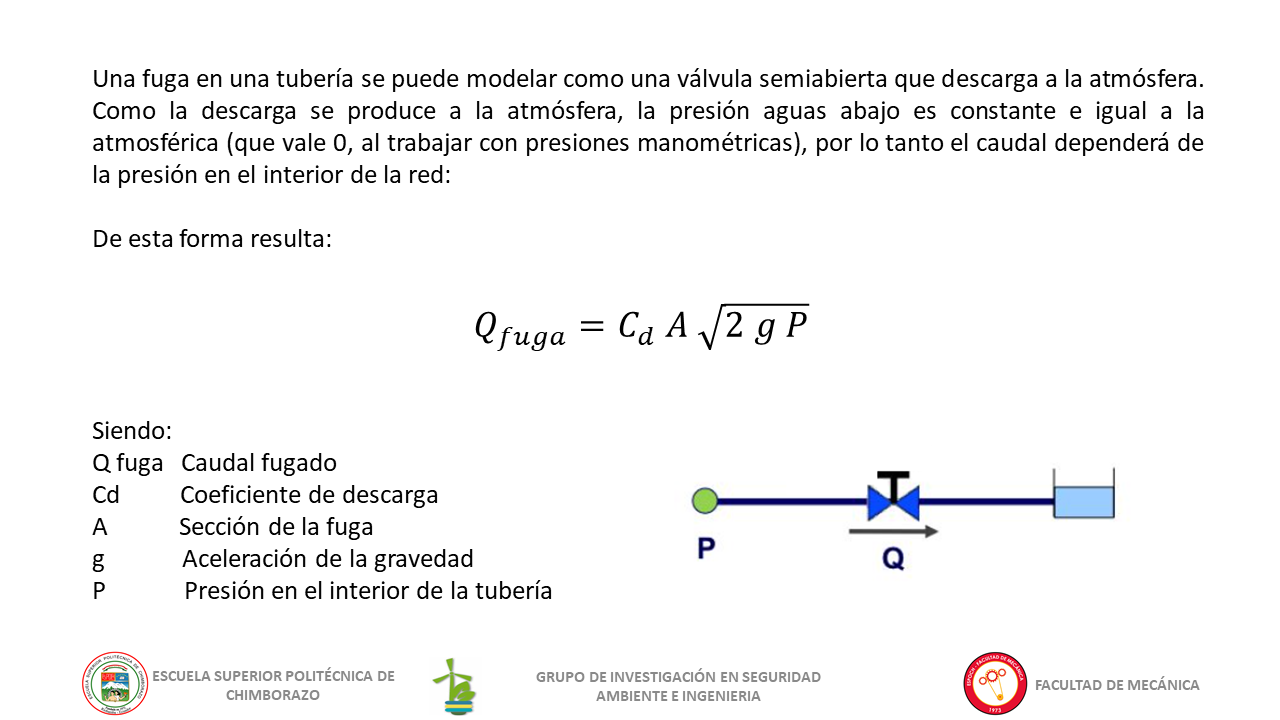 Una fuga en una tubería se puede modelar como una válvula semiabierta que descarga a la atmósfera.
Como la descarga se produce a la atmósfera, la presión aguas abajo es constante e igual a la
atmosférica (que vale 0, al trabajar con presiones manométricas), por lo tanto el caudal dependerá de
la presión en el interior de la red:
De esta forma resulta:
Q_{fuga} = C_d A √(2 g P)
Siendo:
Q fuga Caudal fugado
Cd Coeficiente de descarga
A Sección de la fuga
g Aceleración de la gravedad
P Presión en el interior de la tubería
P
Q
ESCUELA SUPERIOR POLITÉCNICA DE
CHIMBORAZO
GRUPO DE INVESTIGACIÓN EN SEGURIDAD
AMBIENTE E INGENIERIA
FACULTAD DE MECÁNICA
ESPOCH - FACULTAD DE MECÁNICA
1973